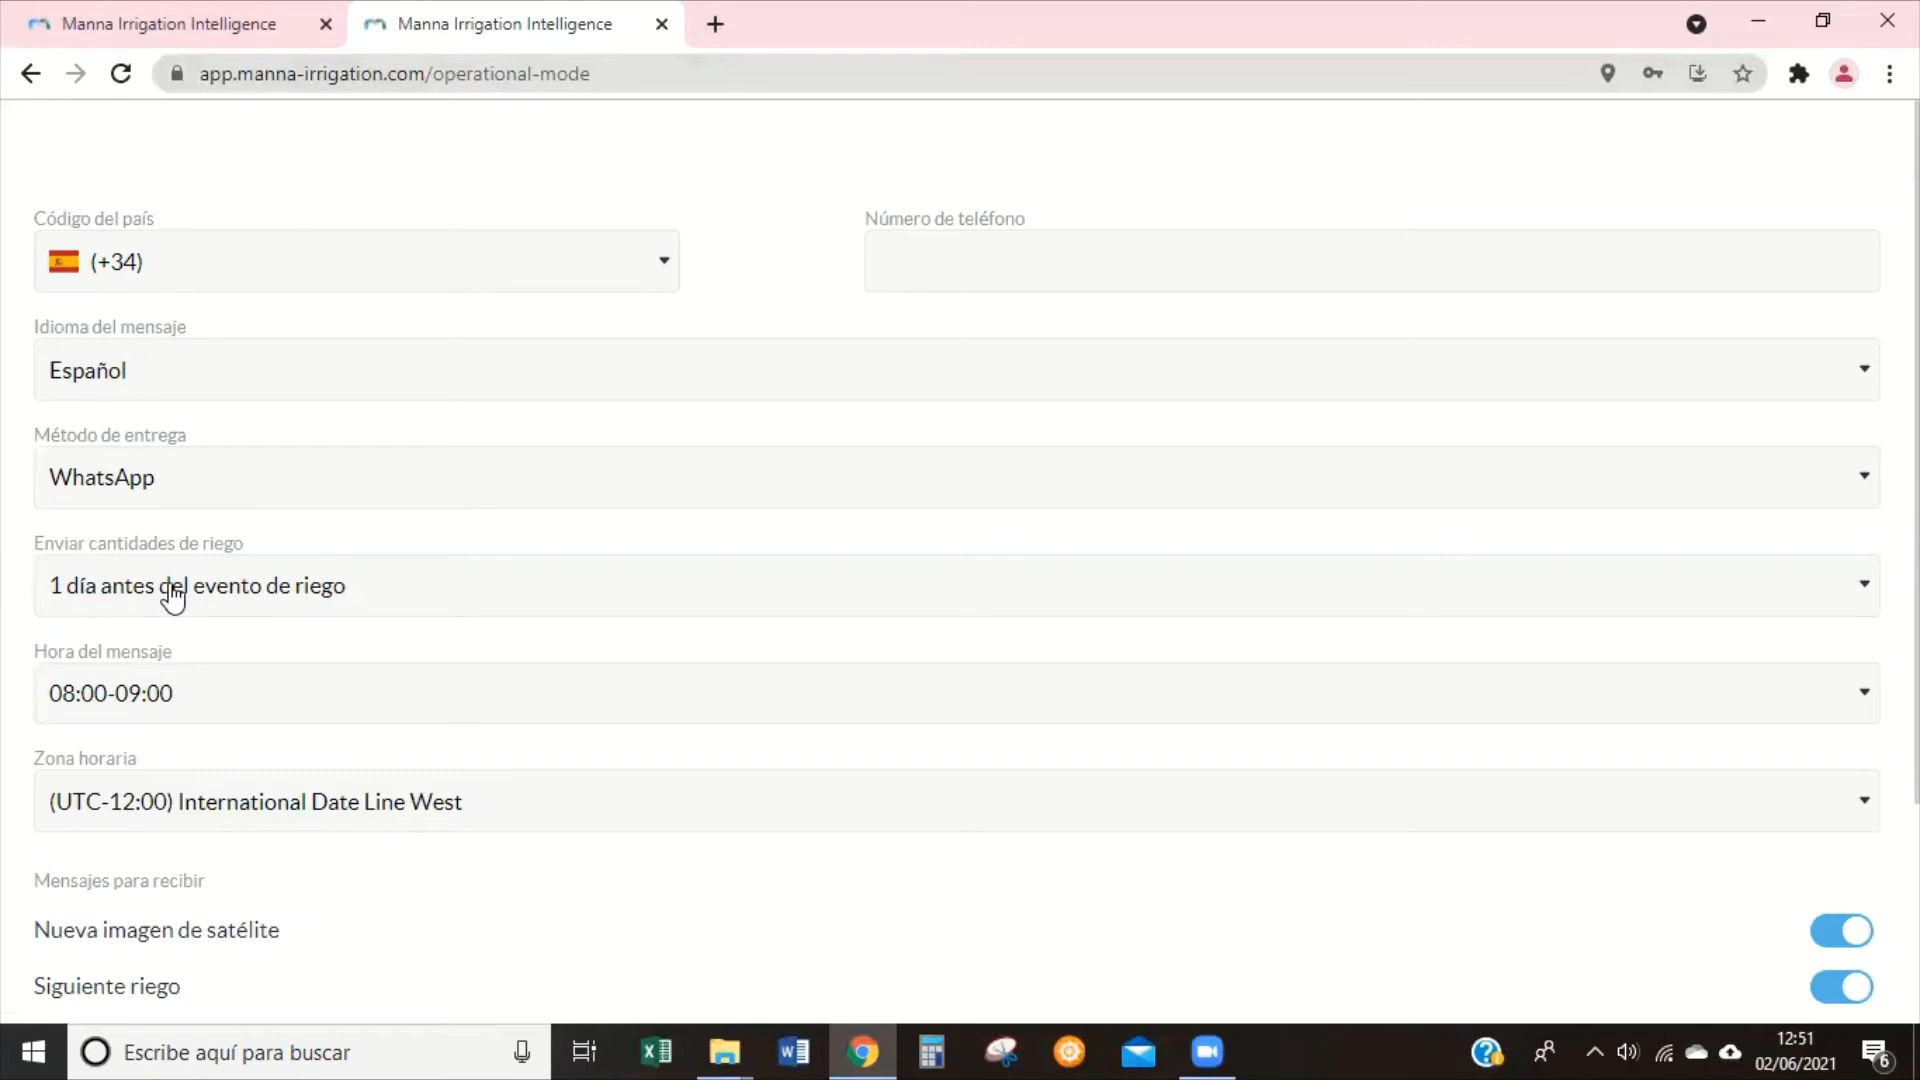 Manna Irrigation Intelligence
Manna Irrigation Intelligence
app.manna-irrigation.com/operational-mode
Código del país
Número de teléfono
(+34)
Idioma del mensaje
Español
Método de entrega
WhatsApp
Enviar cantidades de riego
1 día antes del evento de riego
Hora del mensaje
08:00-09:00
Zona horaria
(UTC-12:00) International Date Line West
Mensajes para recibir
Nueva imagen de satélite
Siguiente riego
Escribe aquí para buscar
12:51
02/06/2021
6